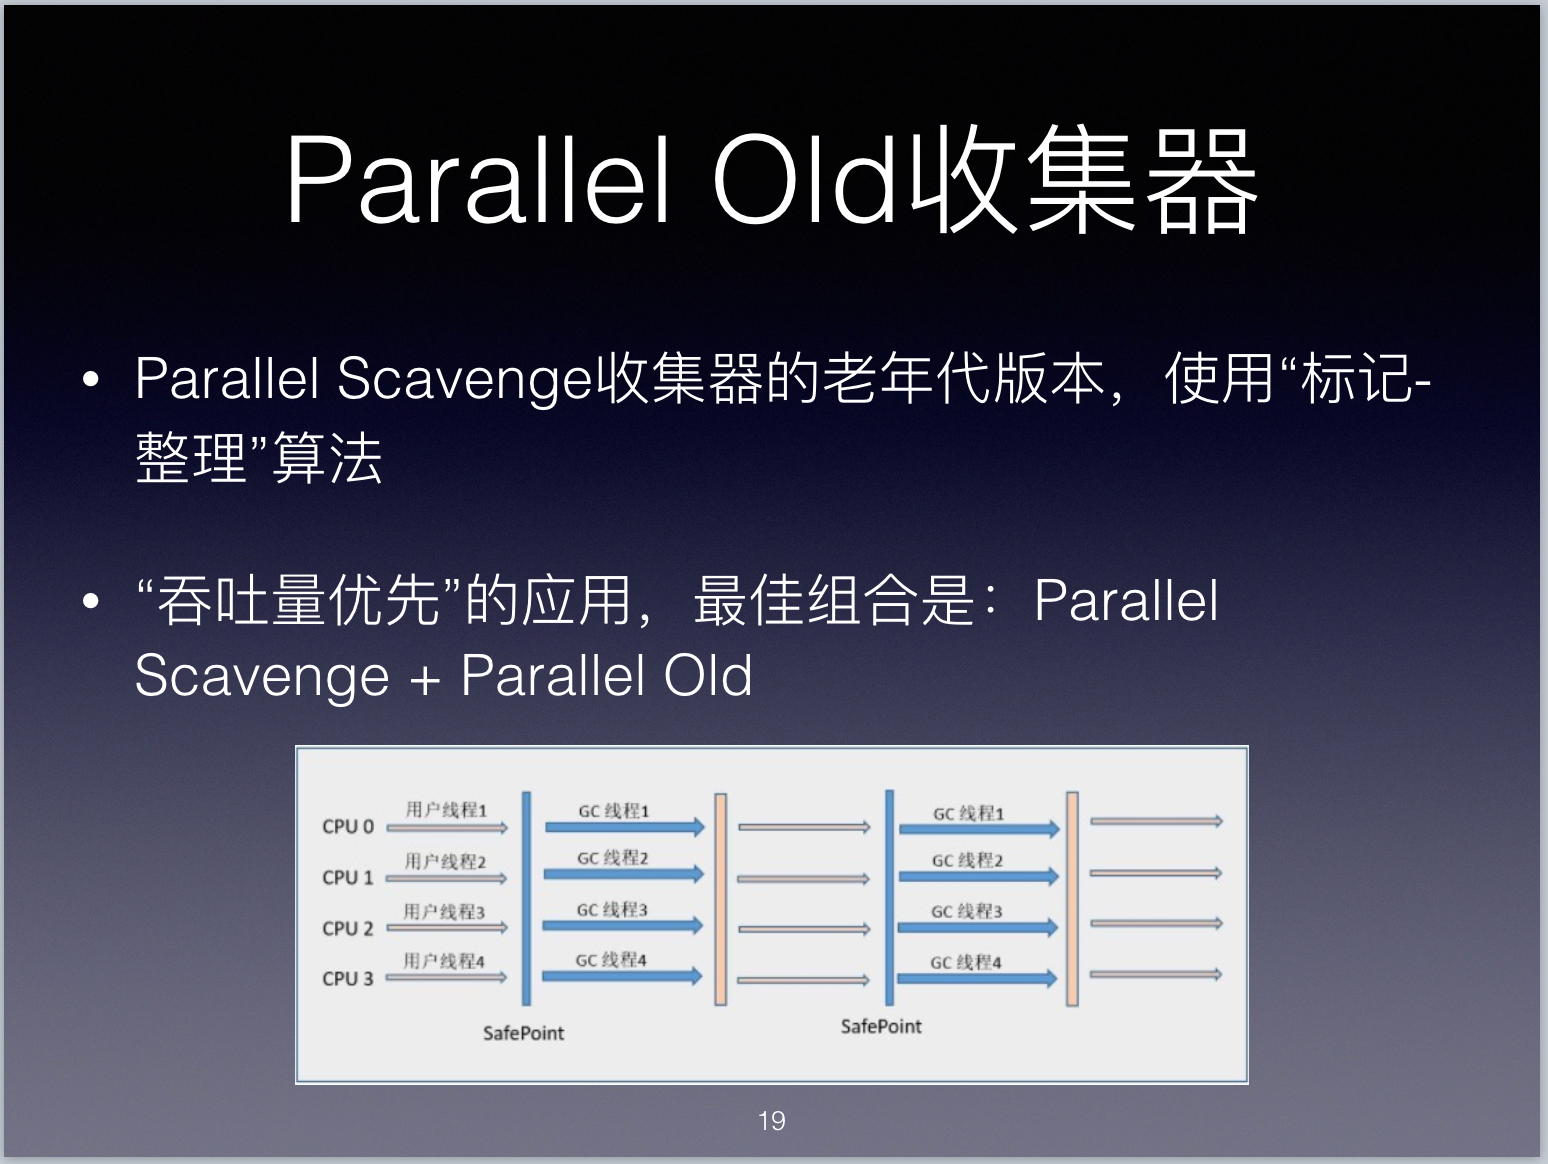 Parallel Old收集器
• Parallel Scavenge收集器的老年代版本，使用“标记-
整理”算法
• “吞吐量优先”的应用，最佳组合是：Parallel
Scavenge + Parallel Old
CPU 0 用户线程1 GC 线程1 GC 线程1
CPU 1 用户线程2 GC 线程2 GC 线程2
CPU 2 用户线程3 GC 线程3 GC 线程3
CPU 3 用户线程4 GC 线程4 GC 线程4
SafePoint SafePoint
19